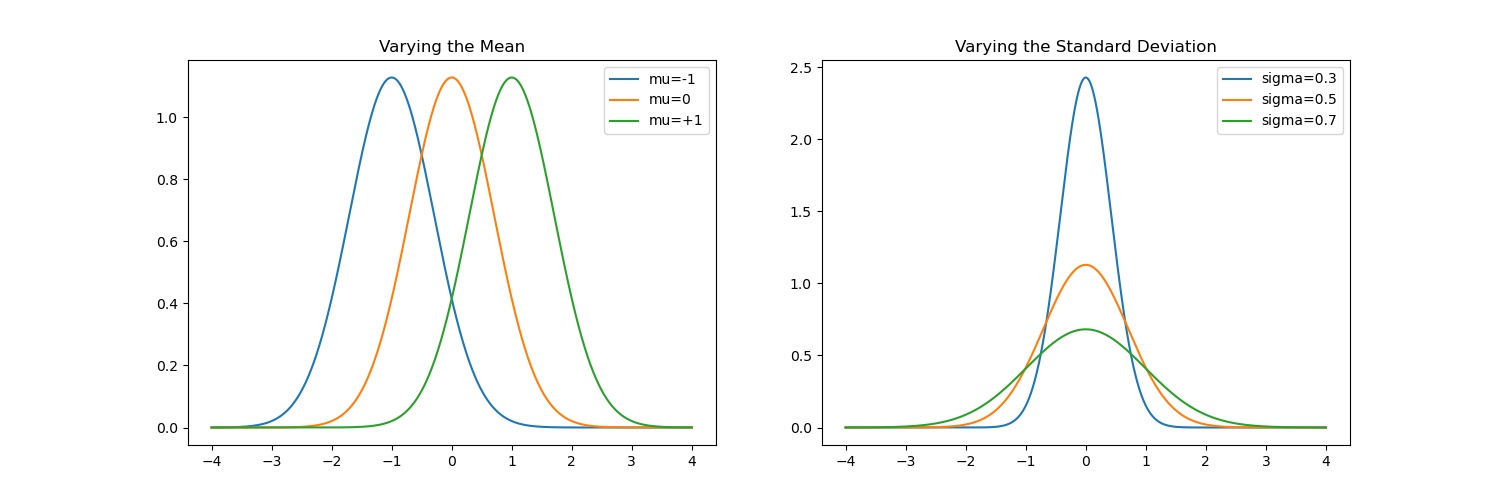 Varying the Mean
mu=-1
mu=0
mu=+1
1.0
0.8
0.6
0.4
0.2
0.0
−4 −3 −2 −1 0 1 2 3 4
Varying the Standard Deviation
sigma=0.3
sigma=0.5
sigma=0.7
2.5
2.0
1.5
1.0
0.5
0.0
−4 −3 −2 −1 0 1 2 3 4